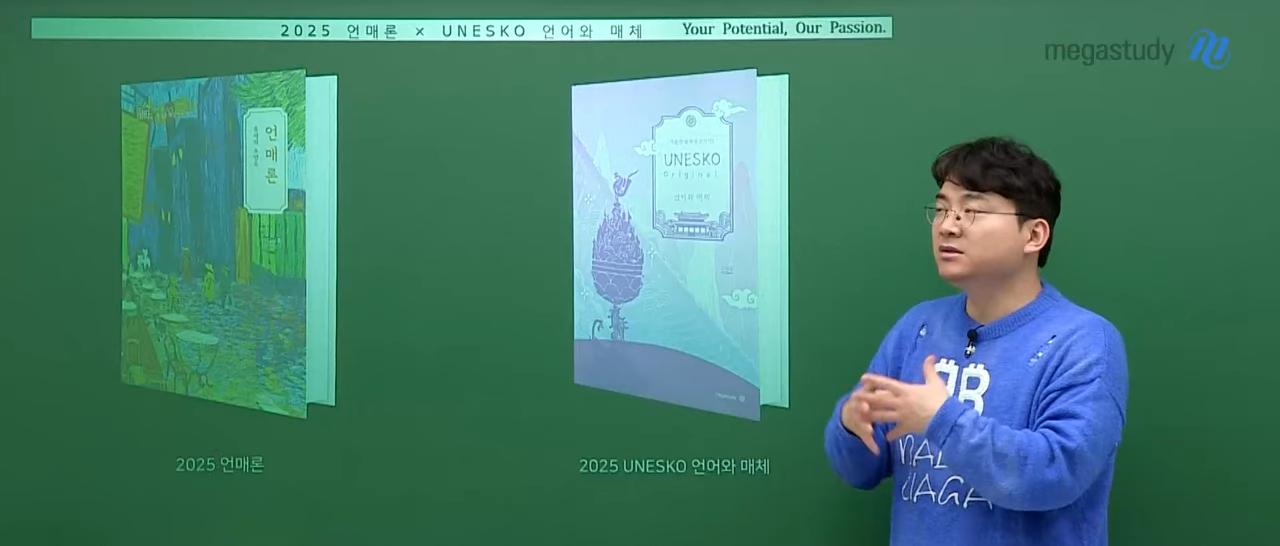 2025 언매론 × UNESKO 언어와 매체 Your Potential, Our Passion.
megastudy
언매론
UNESKO
Original
2025 언매론
2025 UNESKO 언어와 매체